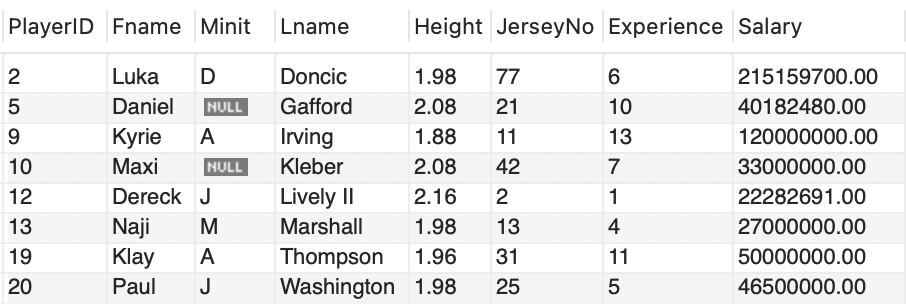 PlayerID Fname Minit Lname Height JerseyNo Experience Salary
2 Luka D Doncic 1.98 77 6 215159700.00
5 Daniel NULL Gafford 2.08 21 10 40182480.00
9 Kyrie A Irving 1.88 11 13 120000000.00
10 Maxi NULL Kleber 2.08 42 7 33000000.00
12 Dereck J Lively II 2.16 2 1 22282691.00
13 Naji M Marshall 1.98 13 4 27000000.00
19 Klay A Thompson 1.96 31 11 50000000.00
20 Paul J Washington 1.98 25 5 46500000.00